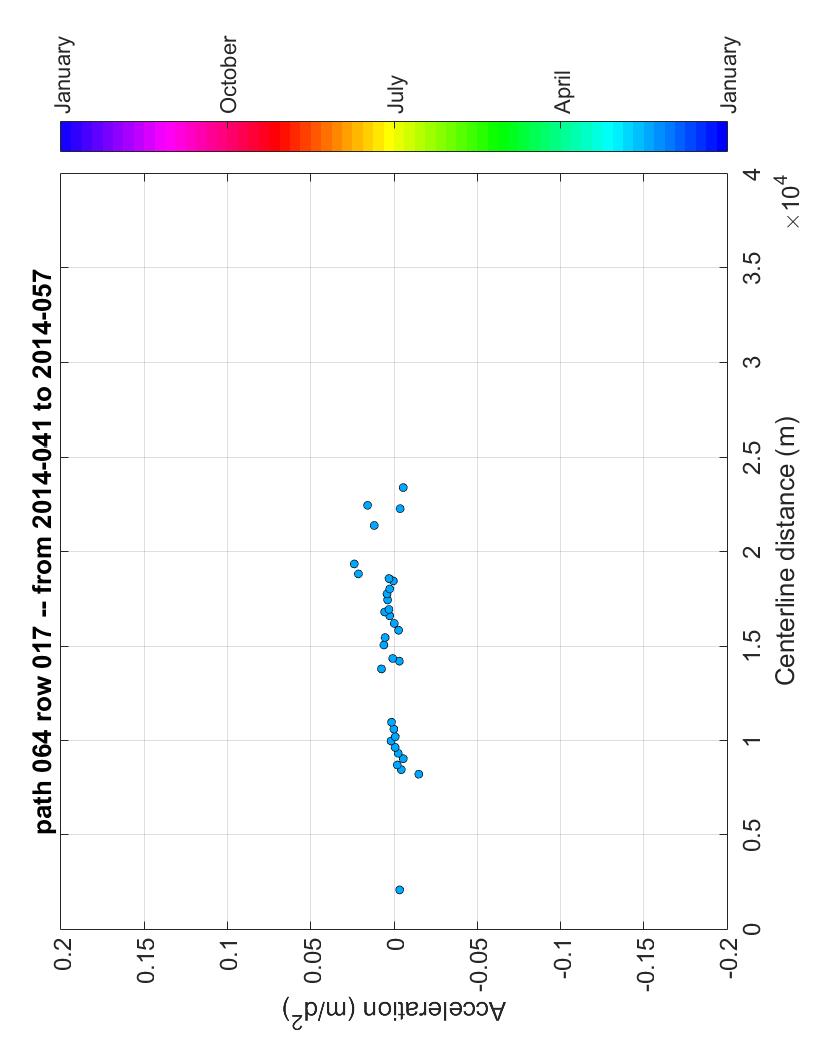 path 064 row 017 -- from 2014-041 to 2014-057
0.2
0.15
0.1
0.05
0
-0.05
-0.1
-0.15
-0.2
Acceleration (m/d²)
0
0.5
1
1.5
2
2.5
3
3.5
4
×10⁴
Centerline distance (m)
January
October
July
April
January